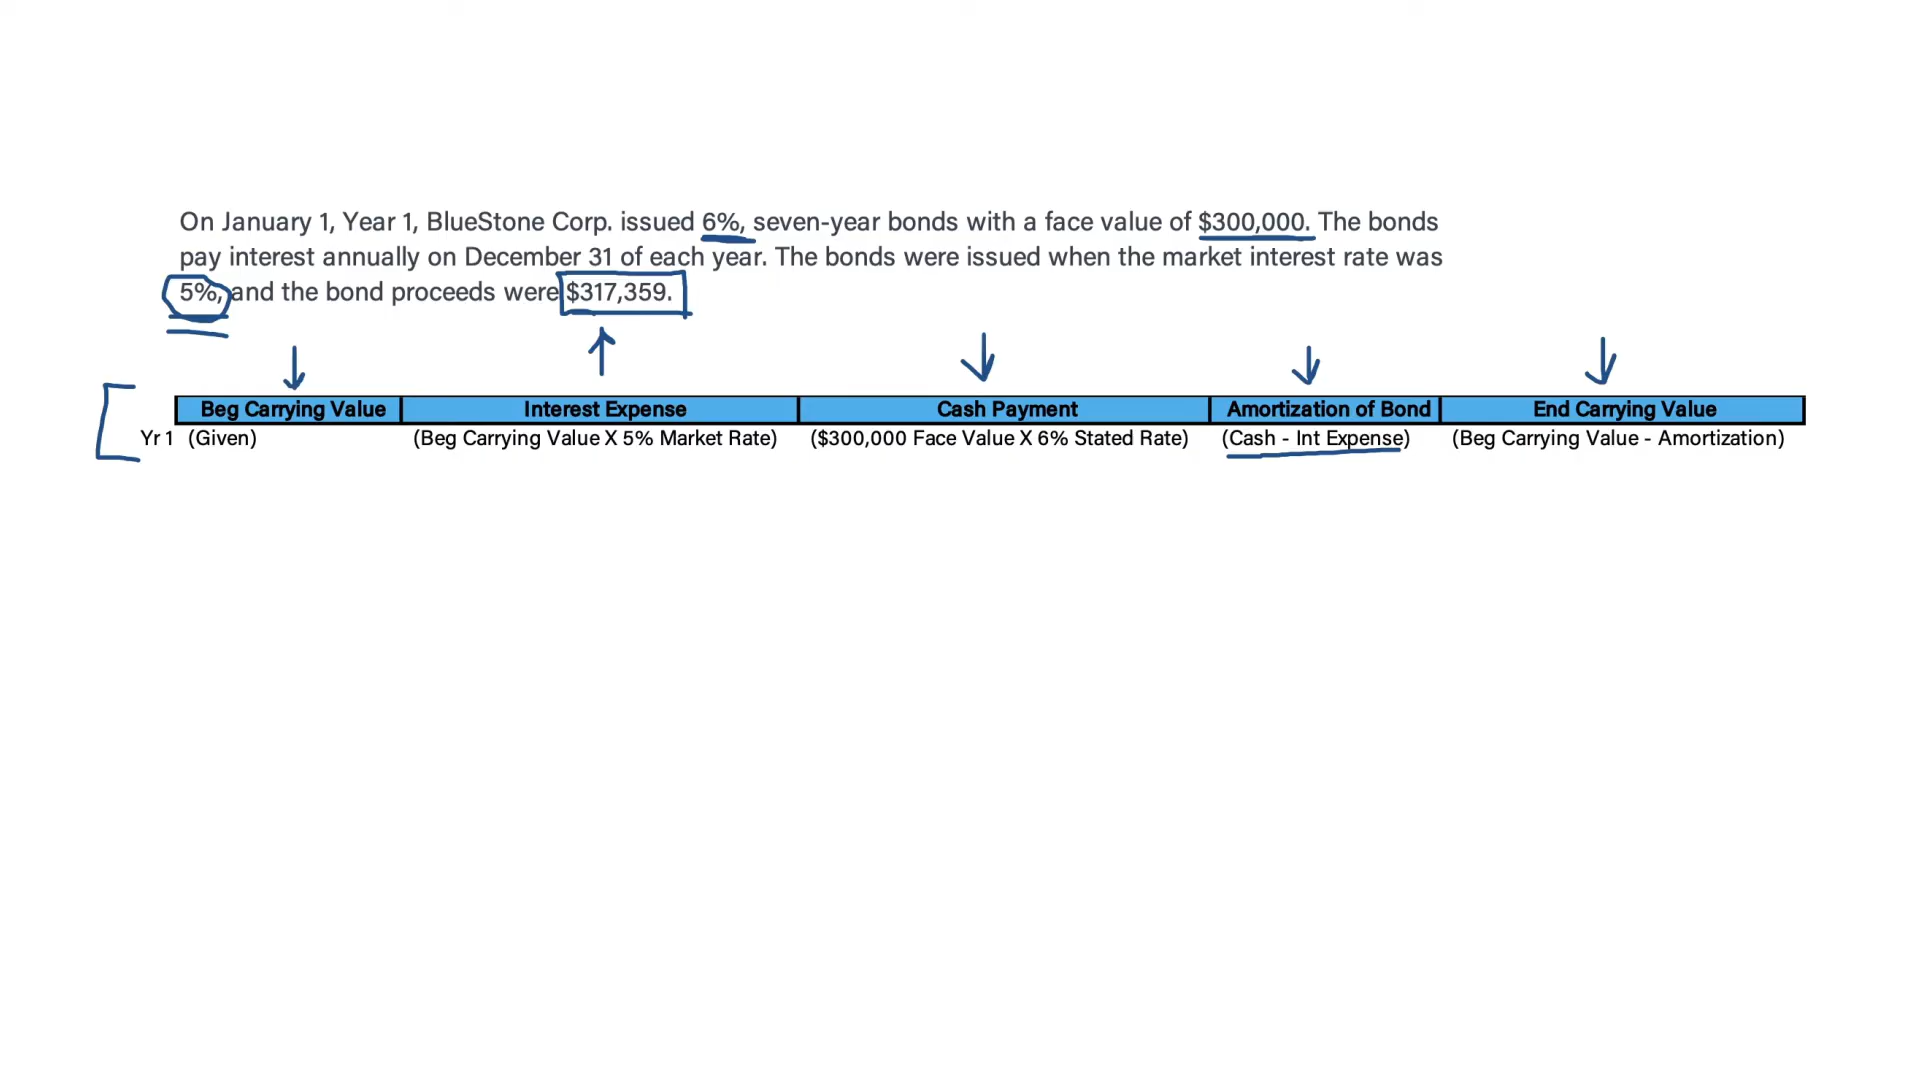 On January 1, Year 1, BlueStone Corp. issued 6%, seven-year bonds with a face value of $300,000. The bonds
pay interest annually on December 31 of each year. The bonds were issued when the market interest rate was
5%, and the bond proceeds were $317,359.
Beg Carrying Value Interest Expense Cash Payment Amortization of Bond End Carrying Value
Yr 1 (Given) (Beg Carrying Value X 5% Market Rate) ($300,000 Face Value X 6% Stated Rate) (Cash - Int Expense) (Beg Carrying Value - Amortization)